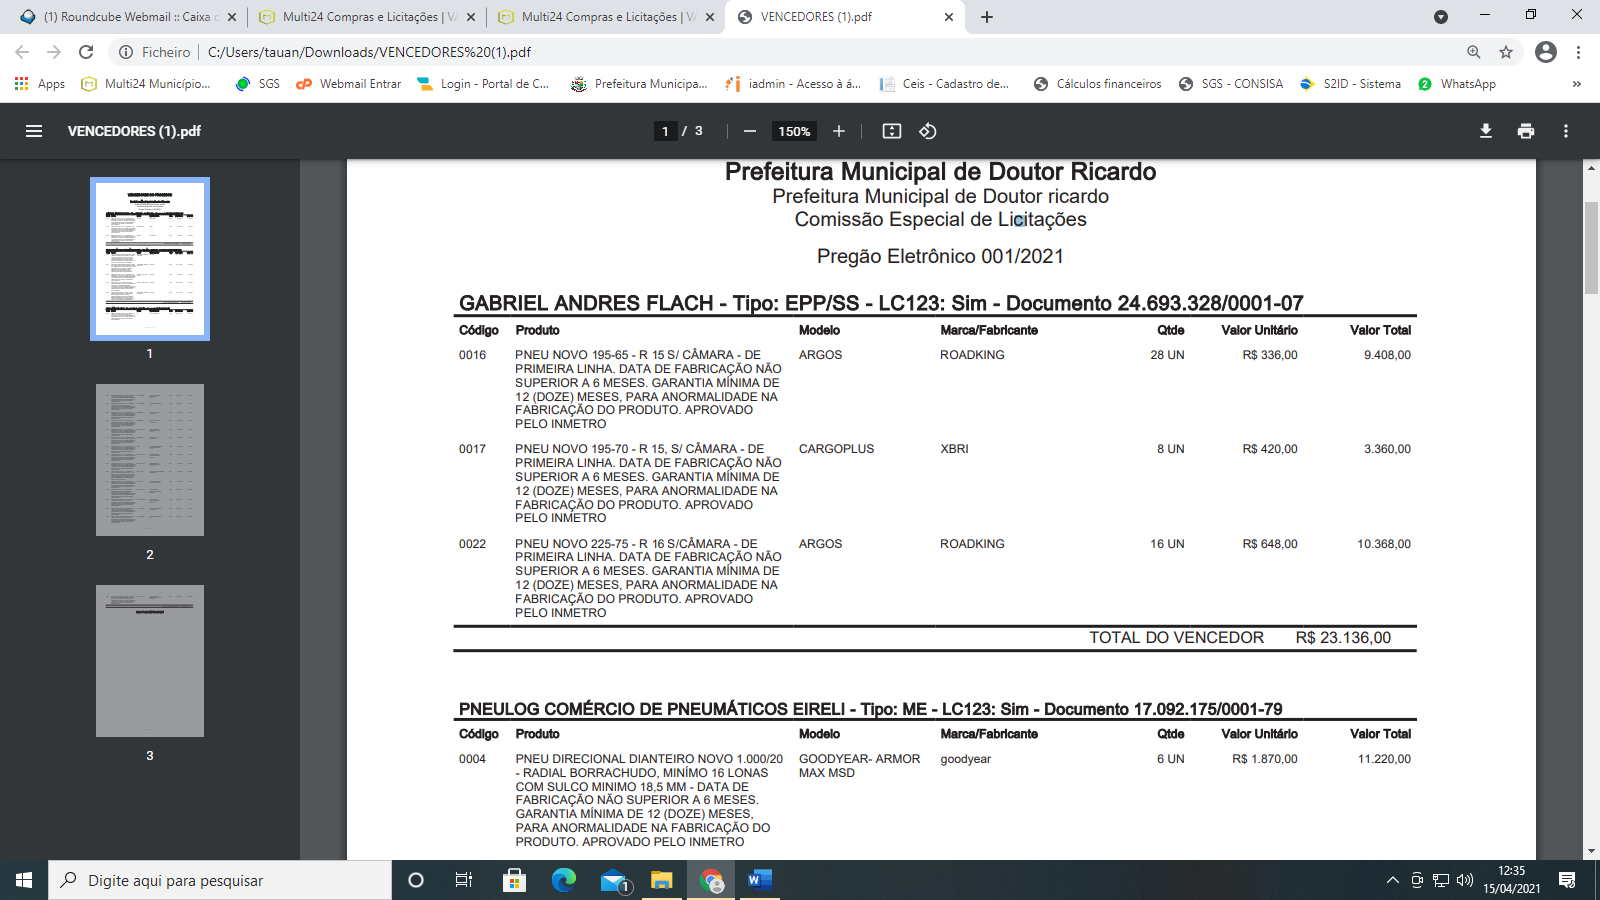 (1) Roundcube Webmail :: Caixa
Multi24 Compras e Licitações |
Multi24 Compras e Licitações |
VENCEDORES (1).pdf
Ficheiro
C:/Users/tauan/Downloads/VENCEDORES%20(1).pdf
Apps
Multi24 Município...
SGS
Webmail Entrar
Login - Portal de C...
Prefeitura Municipa...
iadmin - Acesso à á...
Ceis - Cadastro de...
Cálculos financeiros
SGS - CONSISA
S2ID - Sistema
2
WhatsApp
»
VENCEDORES (1).pdf
1 / 3
150%
1
2
3
Prefeitura Municipal de Doutor Ricardo
Prefeitura Municipal de Doutor ricardo
Comissão Especial de Licitações
Pregão Eletrônico 001/2021
GABRIEL ANDRES FLACH - Tipo: EPP/SS - LC123: Sim - Documento 24.693.328/0001-07
Código Produto Modelo Marca/Fabricante Qtde Valor Unitário Valor Total
0016 PNEU NOVO 195-65 - R 15 S/ CÂMARA - DE ARGOS ROADKING 28 UN R$ 336,00 9.408,00
PRIMEIRA LINHA. DATA DE FABRICAÇÃO NÃO
SUPERIOR A 6 MESES. GARANTIA MÍNIMA DE
12 (DOZE) MESES, PARA ANORMALIDADE NA
FABRICAÇÃO DO PRODUTO. APROVADO
PELO INMETRO
0017 PNEU NOVO 195-70 - R 15, S/ CÂMARA - DE CARGOPLUS XBRI 8 UN R$ 420,00 3.360,00
PRIMEIRA LINHA. DATA DE FABRICAÇÃO NÃO
SUPERIOR A 6 MESES. GARANTIA MÍNIMA DE
12 (DOZE) MESES, PARA ANORMALIDADE NA
FABRICAÇÃO DO PRODUTO. APROVADO
PELO INMETRO
0022 PNEU NOVO 225-75 - R 16 S/CÂMARA - DE ARGOS ROADKING 16 UN R$ 648,00 10.368,00
PRIMEIRA LINHA. DATA DE FABRICAÇÃO NÃO
SUPERIOR A 6 MESES. GARANTIA MÍNIMA DE
12 (DOZE) MESES, PARA ANORMALIDADE NA
FABRICAÇÃO DO PRODUTO. APROVADO
PELO INMETRO
TOTAL DO VENCEDOR R$ 23.136,00
PNEULOG COMÉRCIO DE PNEUMÁTICOS EIRELI - Tipo: ME - LC123: Sim - Documento 17.092.175/0001-79
Código Produto Modelo Marca/Fabricante Qtde Valor Unitário Valor Total
0004 PNEU DIRECIONAL DIANTEIRO NOVO 1.000/20 GOODYEAR- ARMOR goodyear 6 UN R$ 1.870,00 11.220,00
- RADIAL BORRACHUDO, MINÍMO 16 LONAS MAX MSD
COM SULCO MINIMO 18,5 MM - DATA DE
FABRICAÇÃO NÃO SUPERIOR A 6 MESES.
GARANTIA MÍNIMA DE 12 (DOZE) MESES,
PARA ANORMALIDADE NA FABRICAÇÃO DO
PRODUTO. APROVADO PELO INMETRO
Digite aqui para pesquisar
1
W
12:35
15/04/2021